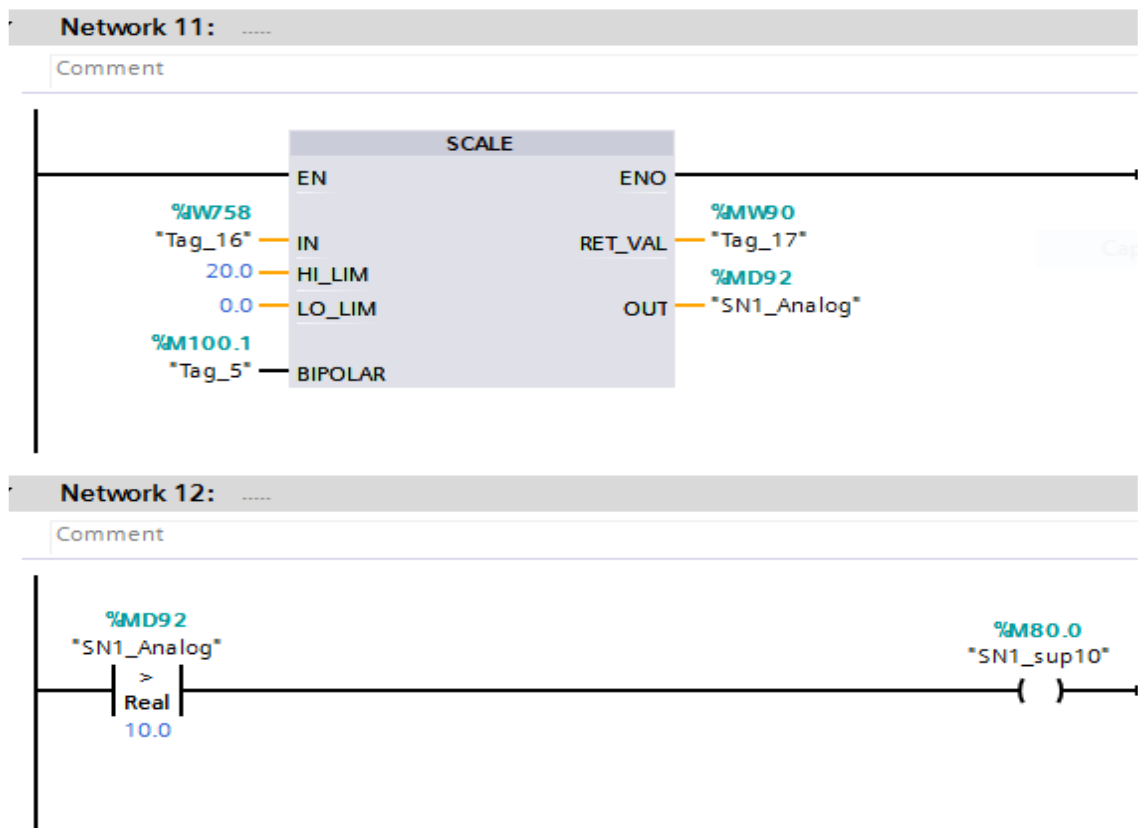 Network 11: .....
Comment
SCALE
EN ENO
%IW758
"Tag_16" IN
%MW90
RET_VAL "Tag_17"
20.0 HI_LIM
0.0 LO_LIM
%MD92
OUT "SN1_Analog"
%M100.1
"Tag_5" BIPOLAR
Network 12: .....
Comment
%MD92
"SN1_Analog"
>
Real
10.0
%M80.0
"SN1_sup10"
( )